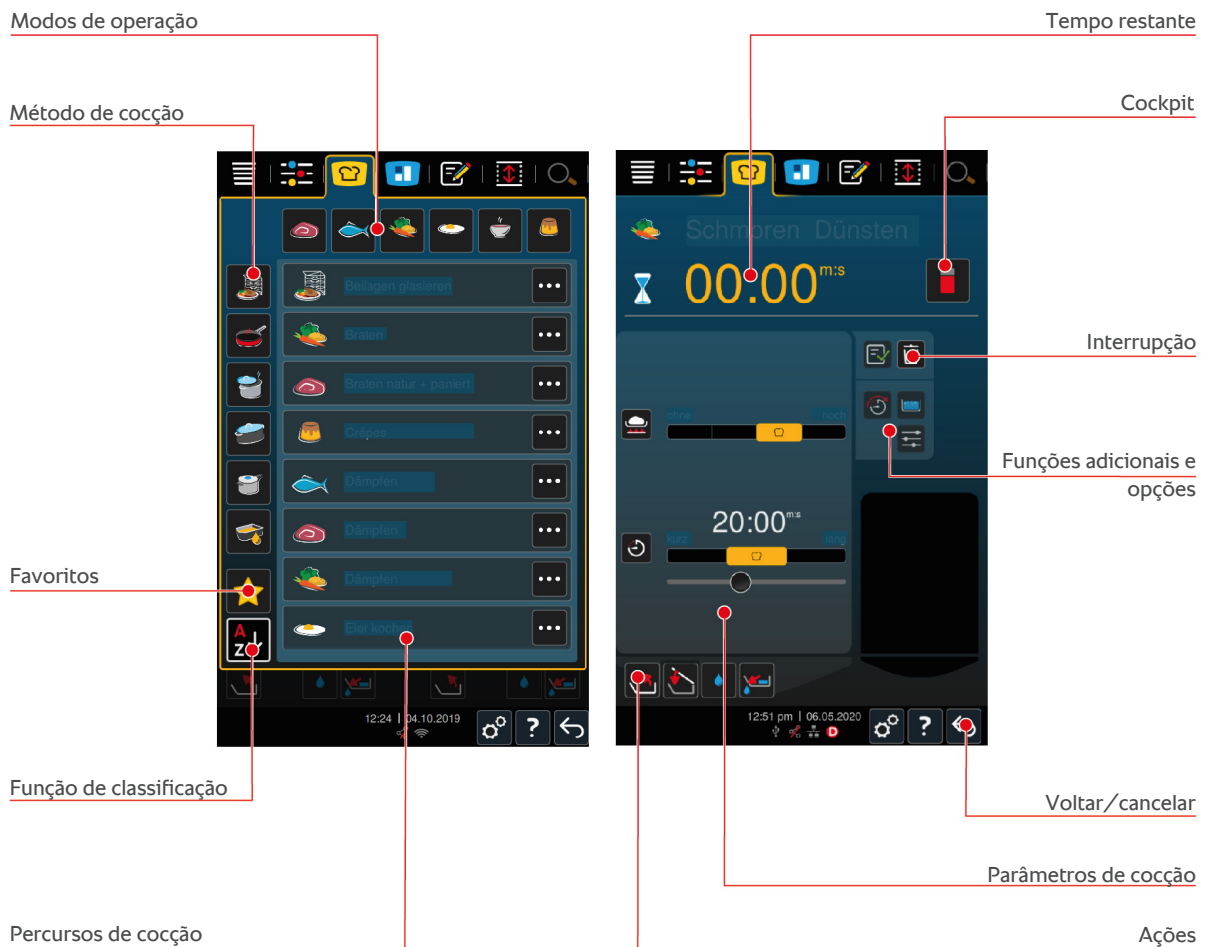 Modos de operação
Tempo restante
Método de cocção
Cockpit
Schmoren Dünsten
00:00 m:s
Beilagen glasieren
Braten
Braten natur + paniert
Crêpes
Dämpfen
Dämpfen
Dämpfen
Eier kochen
A
Z
12:24 | 04.10.2019
?
Interrupção
ohne hoch
Funções adicionais e
opções
20:00 m:s
kurz lang
12:51 pm | 06.05.2020
D
?
Favoritos
Função de classificação
Voltar/cancelar
Parâmetros de cocção
Percursos de cocção
Ações